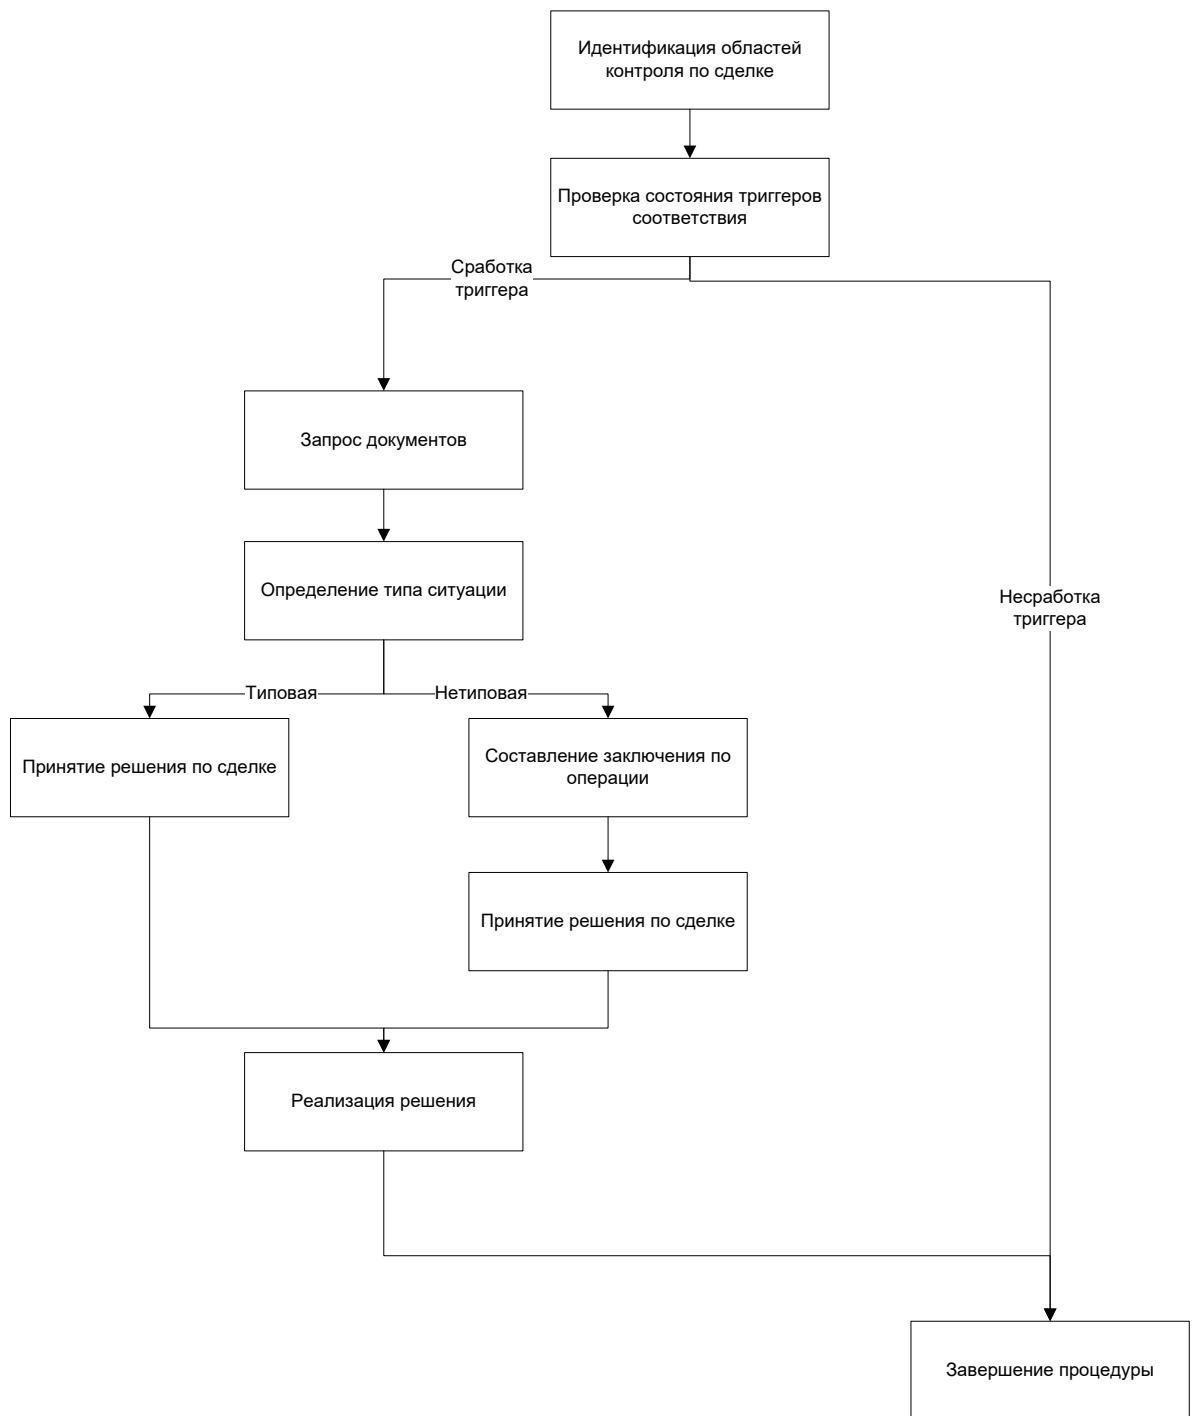 Идентификация областей
контроля по сделке
Проверка состояния триггеров
соответствия
Сработка
триггера
Запрос документов
Определение типа ситуации
Несработка
триггера
Типовая
Нетиповая
Принятие решения по сделке
Составление заключения по
операции
Принятие решения по сделке
Реализация решения
Завершение процедуры